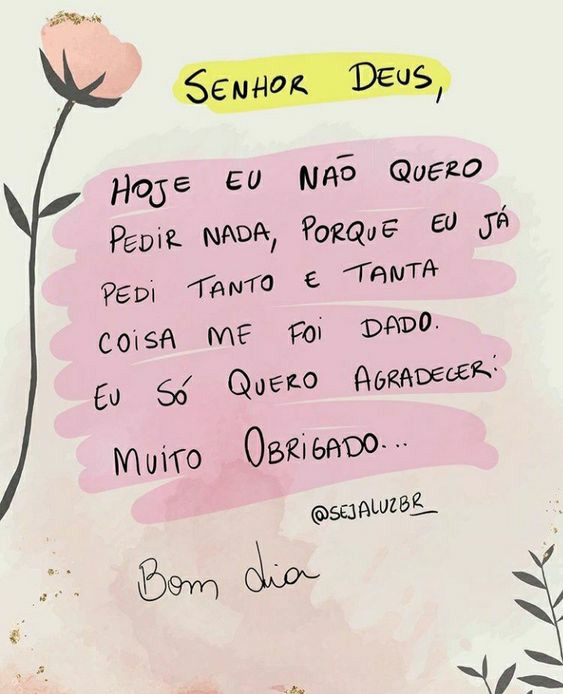 SENHOR DEUS,
HOJE EU NÃO QUERO
PEDIR NADA, PORQUE EU JÁ
PEDI TANTO E TANTA
COISA ME FOI DADO.
EU SÓ QUERO AGRADECER:
MUITO OBRIGADO...
@SEJALUZBR
Bom dia